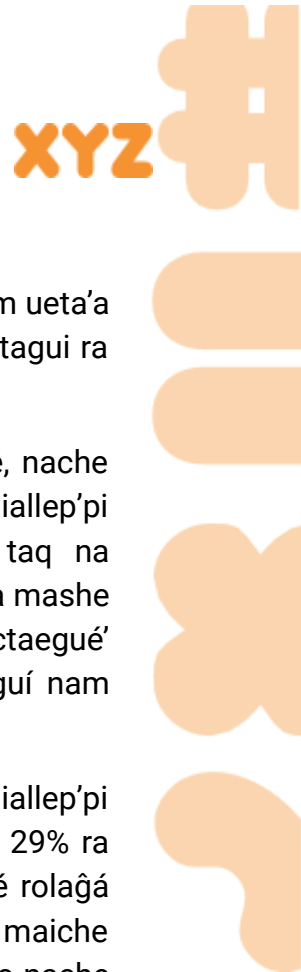 XYZ
m ueta’a
tagui ra
, nache
iallep’pi
taq na
mashe
ctaegué’
guí nam
iallep’pi
29% ra
rolaĝá
maiche
nache